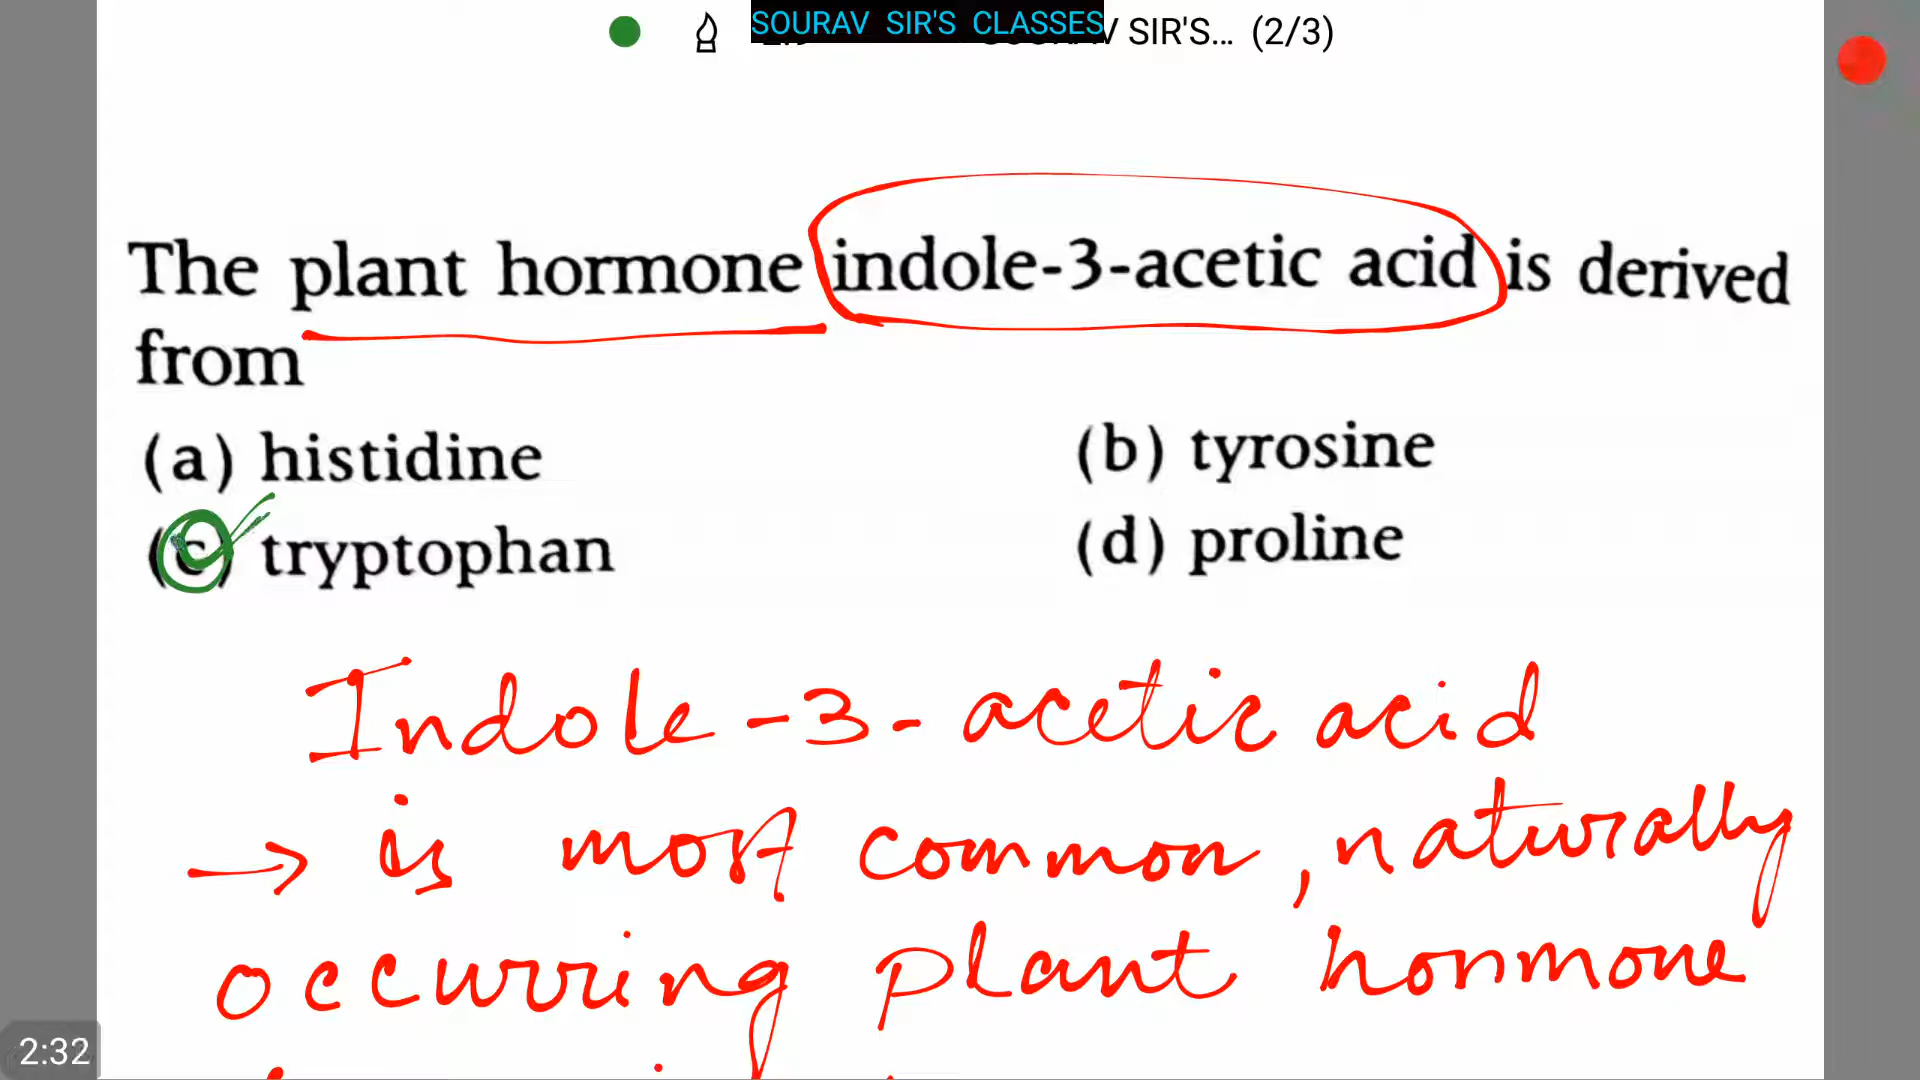 SOURAV SIR'S CLASSES
V SIR'S... (2/3)
The plant hormone indole-3-acetic acid is derived
from
(a) histidine (b) tyrosine
(c) tryptophan (d) proline
Indole-3-acetic acid
→ is most common, naturally
occurring plant hormone
2:32